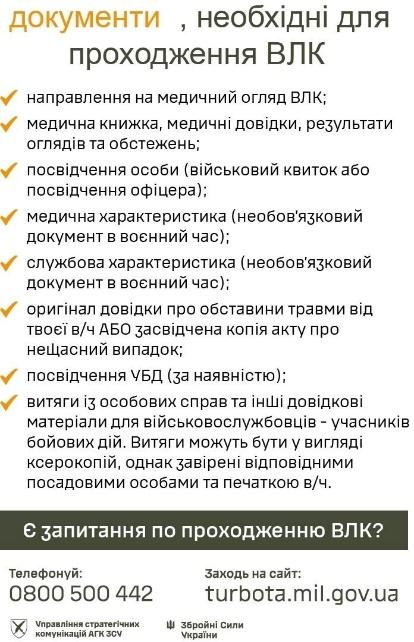 документи , необхідні для
проходження ВЛК
направлення на медичний огляд ВЛК;
медична книжка, медичні довідки, результати
оглядів та обстежень;
посвідчення особи (військовий квиток або
посвідчення офіцера);
медична характеристика (необов'язковий
документ в воєнний час);
службова характеристика (необов'язковий
документ в воєнний час);
оригінал довідки про обставини травми від
твоєї в/ч АБО засвідчена копія акту про
нещасний випадок;
посвідчення УБД (за наявністю);
витяги із особових справ та інші довідкові
матеріали для військовослужбовців - учасників
бойових дій. Витяги можуть бути у вигляді
ксерокопій, однак завірені відповідними
посадовими особами та печаткою в/ч.
Є запитання по проходженню ВЛК?
Телефонуй:
0800 500 442
Заходь на сайт:
turbota.mil.gov.ua
Управління стратегічних
комунікацій АГК ЗСУ
Збройні Сили
України